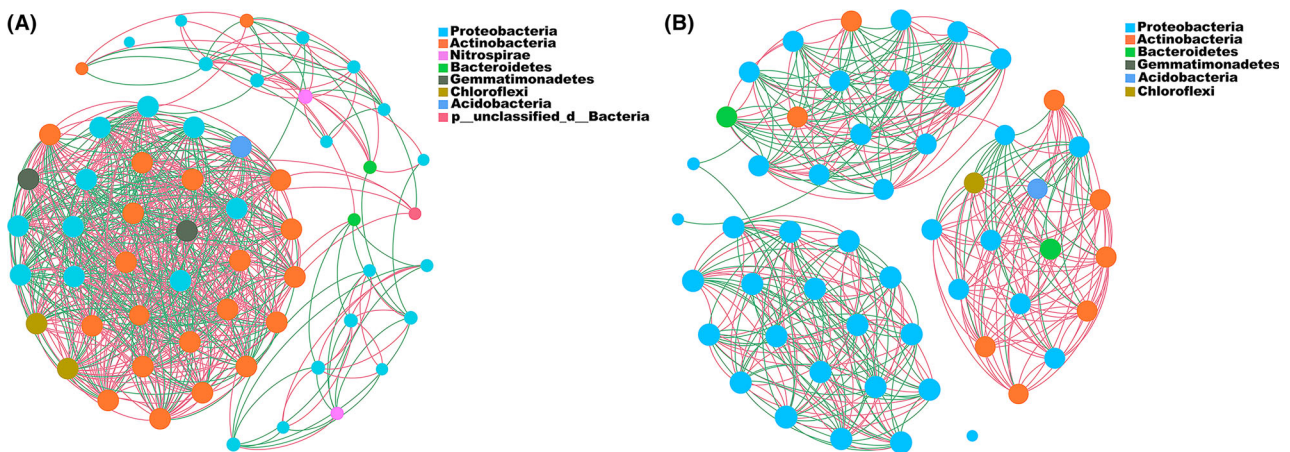 (A)
Proteobacteria
Actinobacteria
Nitrospirae
Bacteroidetes
Gemmatimonadetes
Chloroflexi
Acidobacteria
p__unclassified_d__Bacteria
(B)
Proteobacteria
Actinobacteria
Bacteroidetes
Gemmatimonadetes
Acidobacteria
Chloroflexi